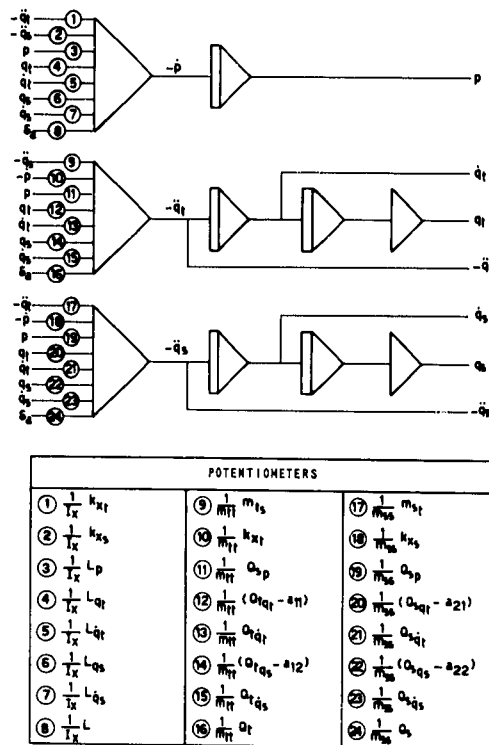 -q̈t ①
-q̈s ②
p ③
qt ④
q̇t ⑤
qs ⑥
q̇s ⑦
δa ⑧
-ṗ
p
-q̈s ⑨
-ṗ ⑩
p ⑪
qt ⑫
q̇t ⑬
qs ⑭
q̇s ⑮
δa ⑯
-q̈t
q̇t
qt
-q̈t
-q̈t ⑰
-ṗ ⑱
p ⑲
qt ⑳
q̇t ㉑
qs ㉒
q̇s ㉓
δa ㉔
-q̈s
q̇s
qs
POTENTIOMETERS
① 1/Ix kxt ⑨ 1/mtt mts ⑰ 1/mss mst
② 1/Ix kxs ⑩ 1/mtt kxt ⑱ 1/mss kxs
③ 1/Ix Lp ⑪ 1/mtt Qsp ⑲ 1/mss Qsp
④ 1/Ix Lqt ⑫ 1/mtt (Qtqt - a11) ⑳ 1/mss (Qsqt - a21)
⑤ 1/Ix Lq̇t ⑬ 1/mtt Qtq̇t ㉑ 1/mss Qsq̇t
⑥ 1/Ix Lqs ⑭ 1/mtt (Qtqs - a12) ㉒ 1/mss (Qsqs - a22)
⑦ 1/Ix Lq̇s ⑮ 1/mtt Qtq̇s ㉓ 1/mss Qsq̇s
⑧ 1/Ix L ⑯ 1/mtt Qt ㉔ 1/mss Qs